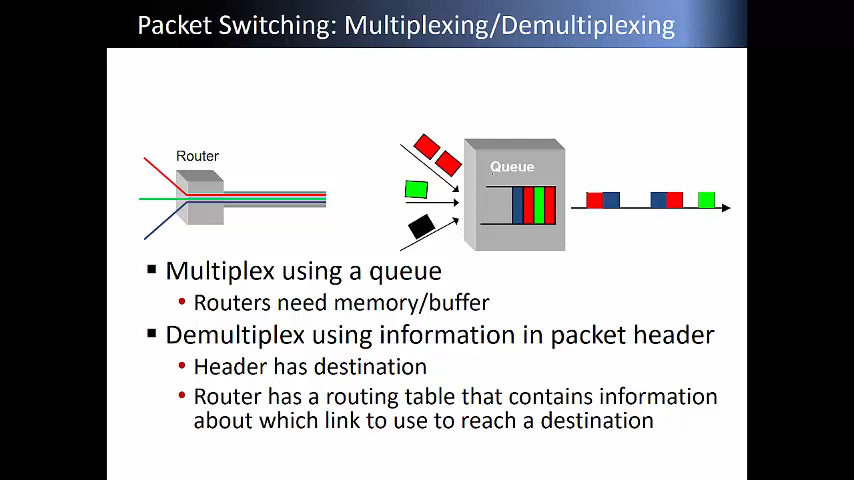 Packet Switching: Multiplexing/Demultiplexing
Router
Queue
▪ Multiplex using a queue
• Routers need memory/buffer
▪ Demultiplex using information in packet header
• Header has destination
• Router has a routing table that contains information
about which link to use to reach a destination